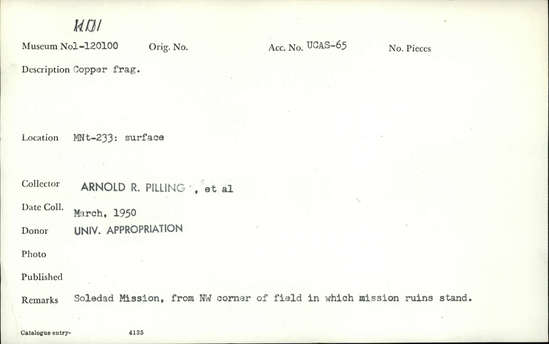 Museum No. 1-120100 Orig. No. Acc. No. UCAS-65 No. Pieces
Description Copper frag.
Location MNt-233: surface
Collector ARNOLD R. PILLING , et al
Date Coll. March, 1950
Donor UNIV. APPROPRIATION
Photo
Published
Remarks Soledad Mission, from NW corner of field in which mission ruins stand.
Catalogue entry- 4135